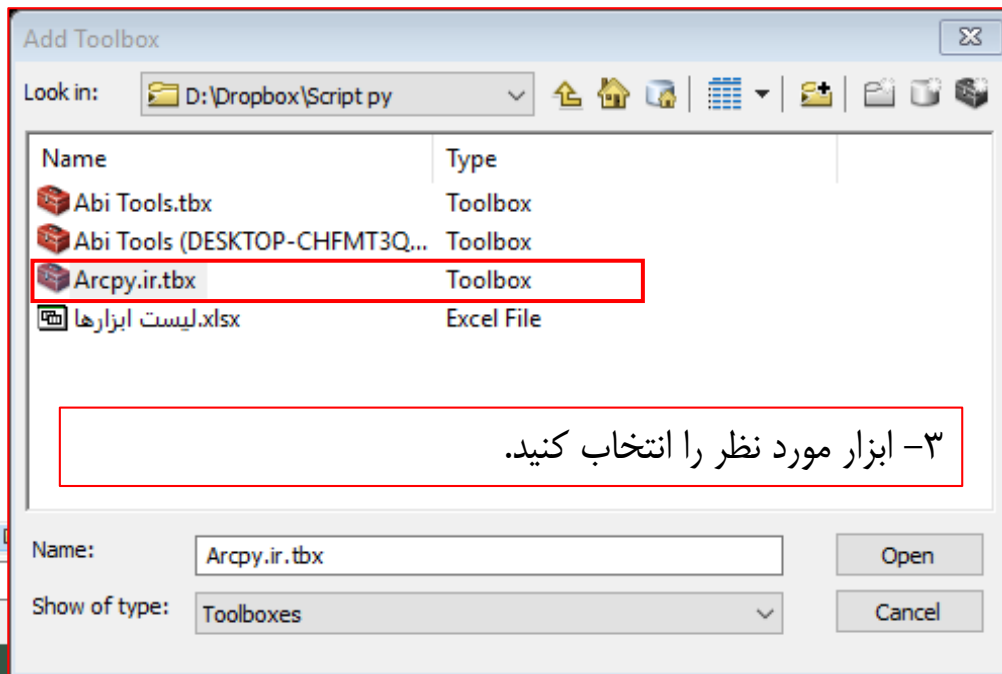 Add Toolbox
Look in: D:\Dropbox\Script py
Name Type
Abi Tools.tbx Toolbox
Abi Tools (DESKTOP-CHFMT3Q... Toolbox
Arcpy.ir.tbx Toolbox
لیست ابزارها.xlsx Excel File
۳- ابزار مورد نظر را انتخاب کنید.
Name: Arcpy.ir.tbx Open
Show of type: Toolboxes Cancel